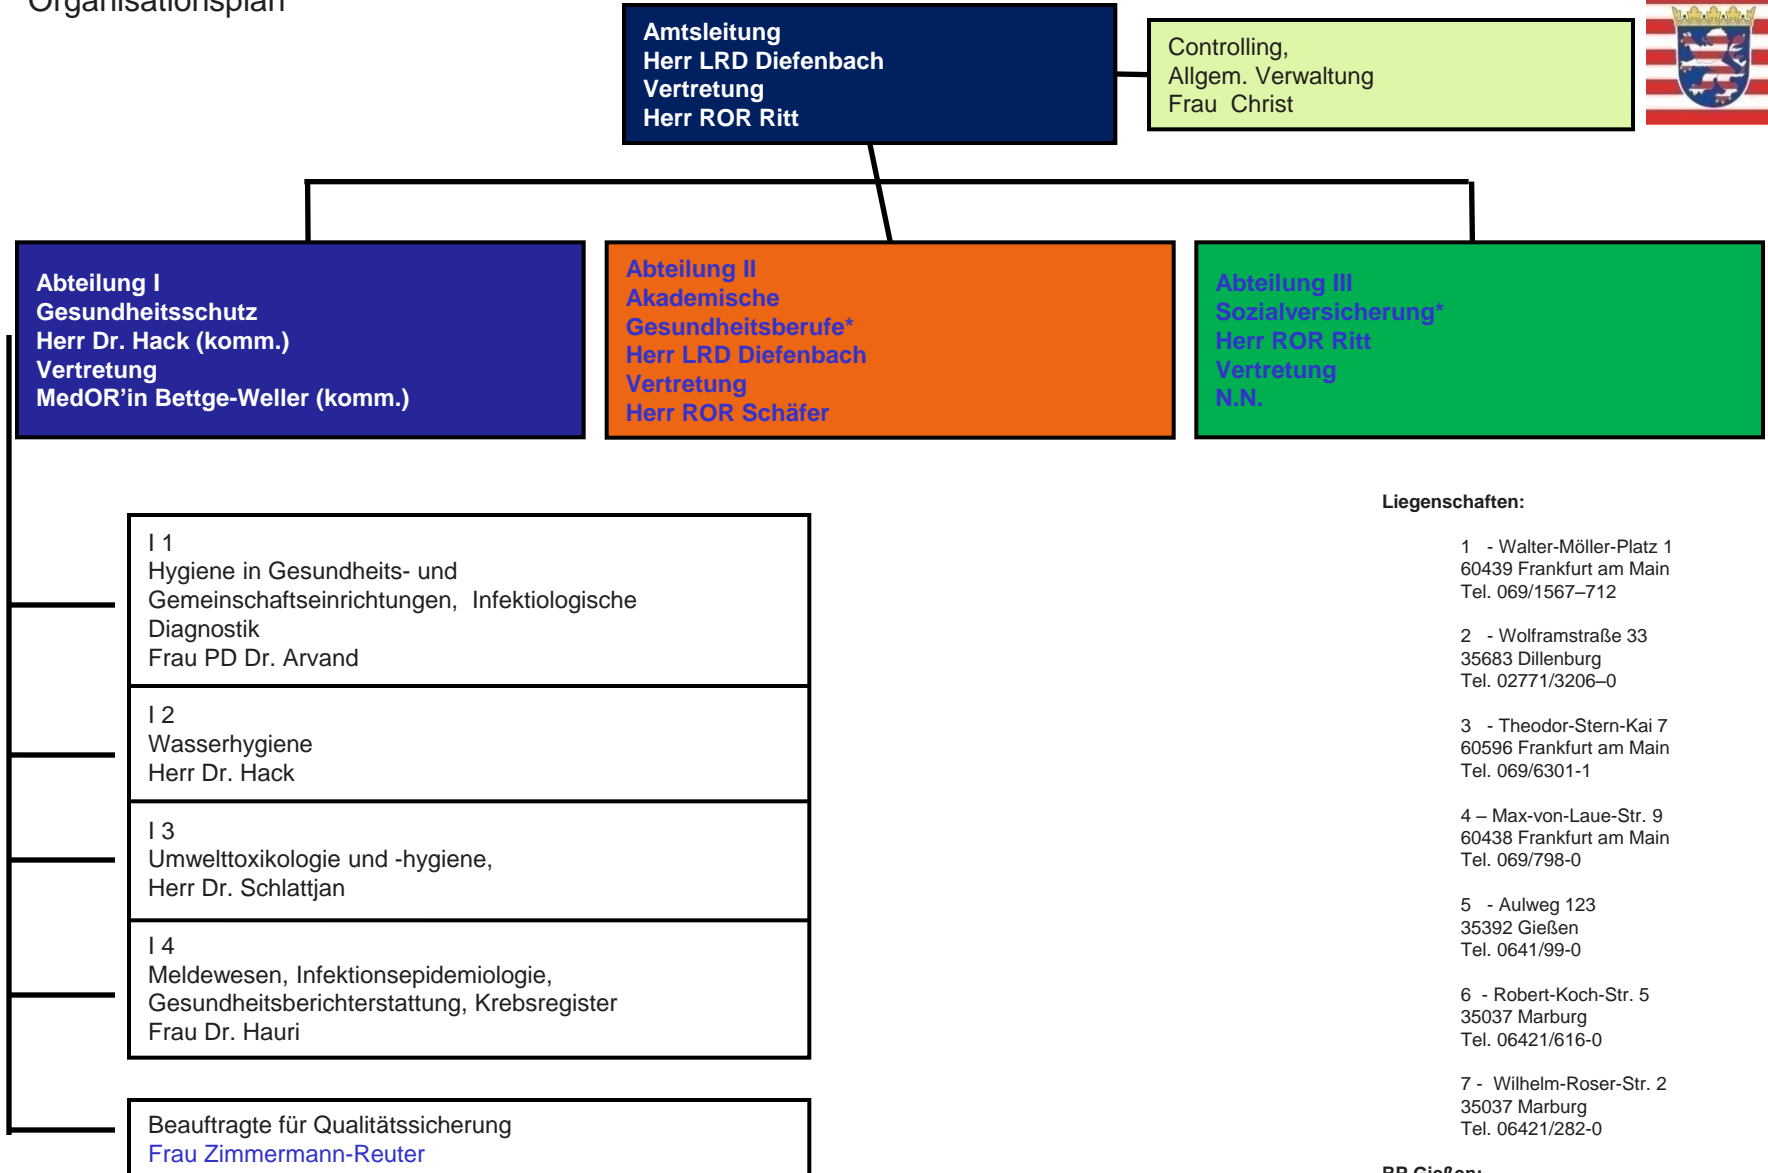 Organisationsplan
Amtsleitung
Herr LRD Diefenbach
Vertretung
Herr ROR Ritt
Controlling,
Allgem. Verwaltung
Frau Christ
Abteilung I
Gesundheitsschutz
Herr Dr. Hack (komm.)
Vertretung
MedOR’in Bettge-Weller (komm.)
Abteilung II
Akademische
Gesundheitsberufe*
Herr LRD Diefenbach
Vertretung
Herr ROR Schäfer
Abteilung III
Sozialversicherung*
Herr ROR Ritt
Vertretung
N.N.
I 1
Hygiene in Gesundheits- und
Gemeinschaftseinrichtungen, Infektiologische
Diagnostik
Frau PD Dr. Arvand
I 2
Wasserhygiene
Herr Dr. Hack
I 3
Umwelttoxikologie und -hygiene,
Herr Dr. Schlattjan
I 4
Meldewesen, Infektionsepidemiologie,
Gesundheitsberichterstattung, Krebsregister
Frau Dr. Hauri
Beauftragte für Qualitätssicherung
Frau Zimmermann-Reuter
Liegenschaften:
1 - Walter-Möller-Platz 1
60439 Frankfurt am Main
Tel. 069/1567–712
2 - Wolframstraße 33
35683 Dillenburg
Tel. 02771/3206–0
3 - Theodor-Stern-Kai 7
60596 Frankfurt am Main
Tel. 069/6301-1
4 – Max-von-Laue-Str. 9
60438 Frankfurt am Main
Tel. 069/798-0
5 - Aulweg 123
35392 Gießen
Tel. 0641/99-0
6 - Robert-Koch-Str. 5
35037 Marburg
Tel. 06421/616-0
7 - Wilhelm-Roser-Str. 2
35037 Marburg
Tel. 06421/282-0
RP Gießen: